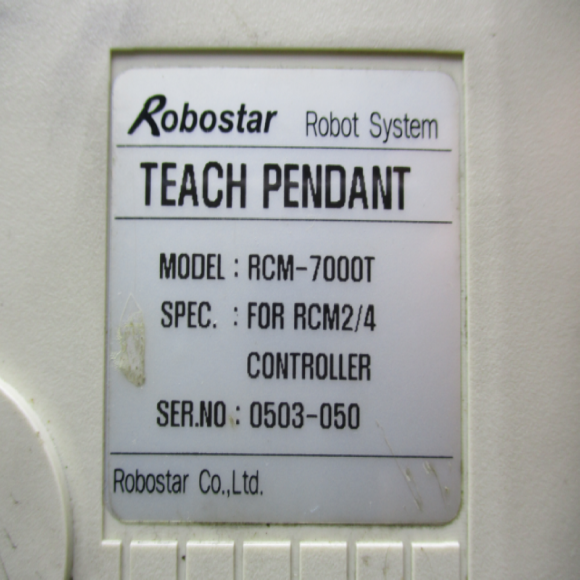 Robostar Robot System
TEACH PENDANT
MODEL : RCM-7000T
SPEC. : FOR RCM2/4
CONTROLLER
SER.NO : 0503-050
Robostar Co.,Ltd.